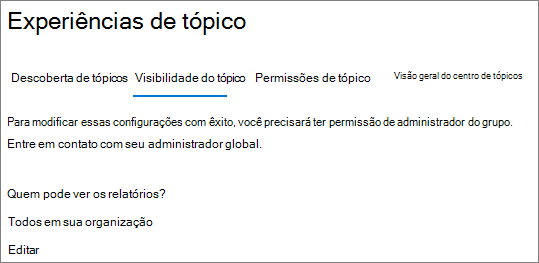 Experiências de tópico
Descoberta de tópicos Visibilidade do tópico Permissões de tópico Visão geral do centro de tópicos
Para modificar essas configurações com êxito, você precisará ter permissão de administrador do grupo.
Entre em contato com seu administrador global.
Quem pode ver os relatórios?
Todos em sua organização
Editar